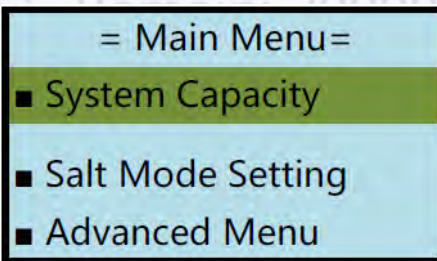 = Main Menu=
■ System Capacity
■ Salt Mode Setting
■ Advanced Menu